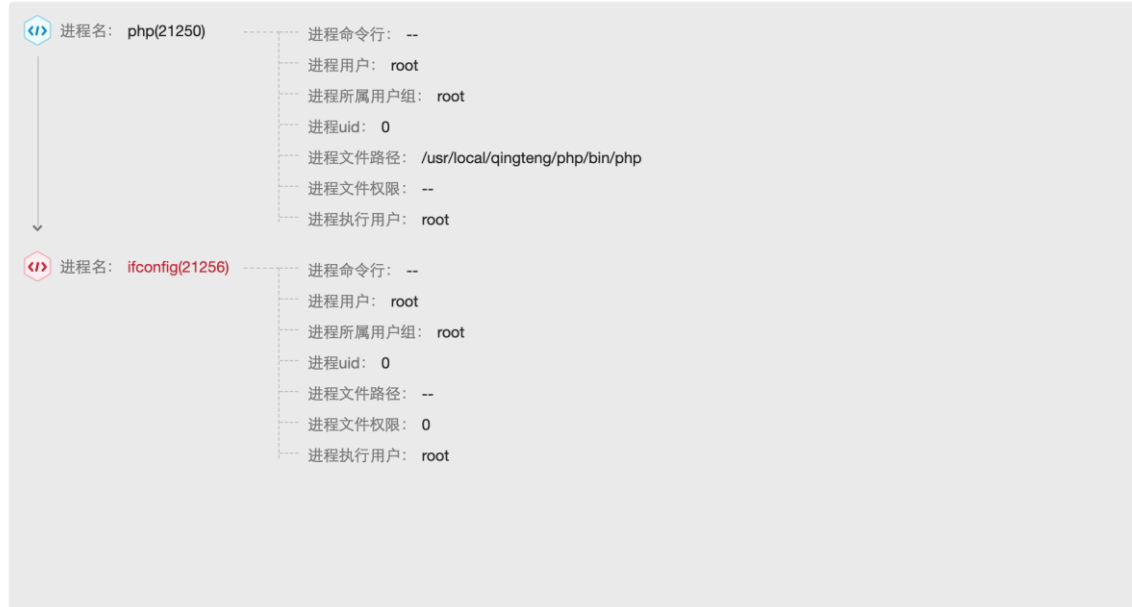 进程名： php(21250)
进程命令行： --
进程用户： root
进程所属用户组： root
进程uid： 0
进程文件路径： /usr/local/qingteng/php/bin/php
进程文件权限： --
进程执行用户： root
进程名： ifconfig(21256)
进程命令行： --
进程用户： root
进程所属用户组： root
进程uid： 0
进程文件路径： --
进程文件权限： 0
进程执行用户： root